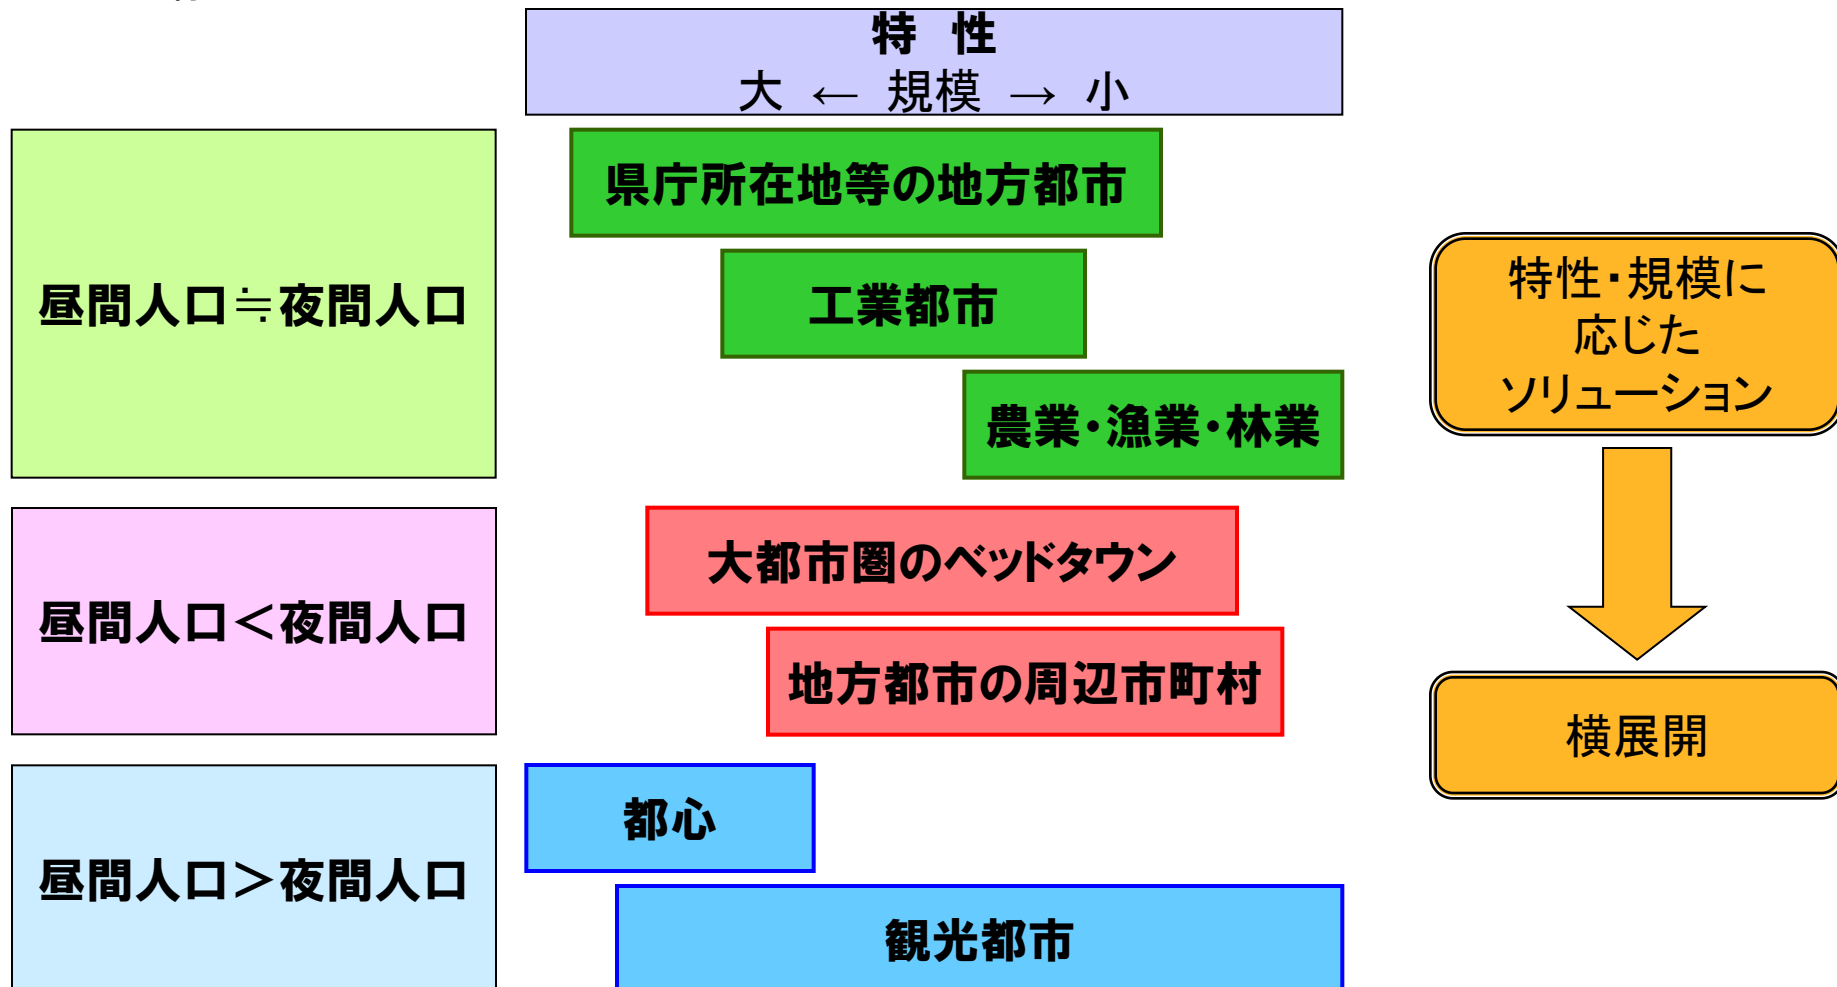 特 性
大 ← 規模 → 小
昼間人口≒夜間人口
県庁所在地等の地方都市
工業都市
農業・漁業・林業
昼間人口＜夜間人口
大都市圏のベッドタウン
地方都市の周辺市町村
昼間人口＞夜間人口
都心
観光都市
特性・規模に
応じた
ソリューション
横展開